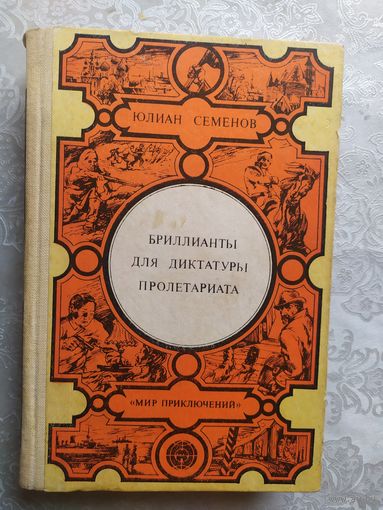 ЮЛИАН СЕМЕНОВ
БРИЛЛИАНТЫ
ДЛЯ ДИКТАТУРЫ
ПРОЛЕТАРИАТА
«МИР ПРИКЛЮЧЕНИЙ»